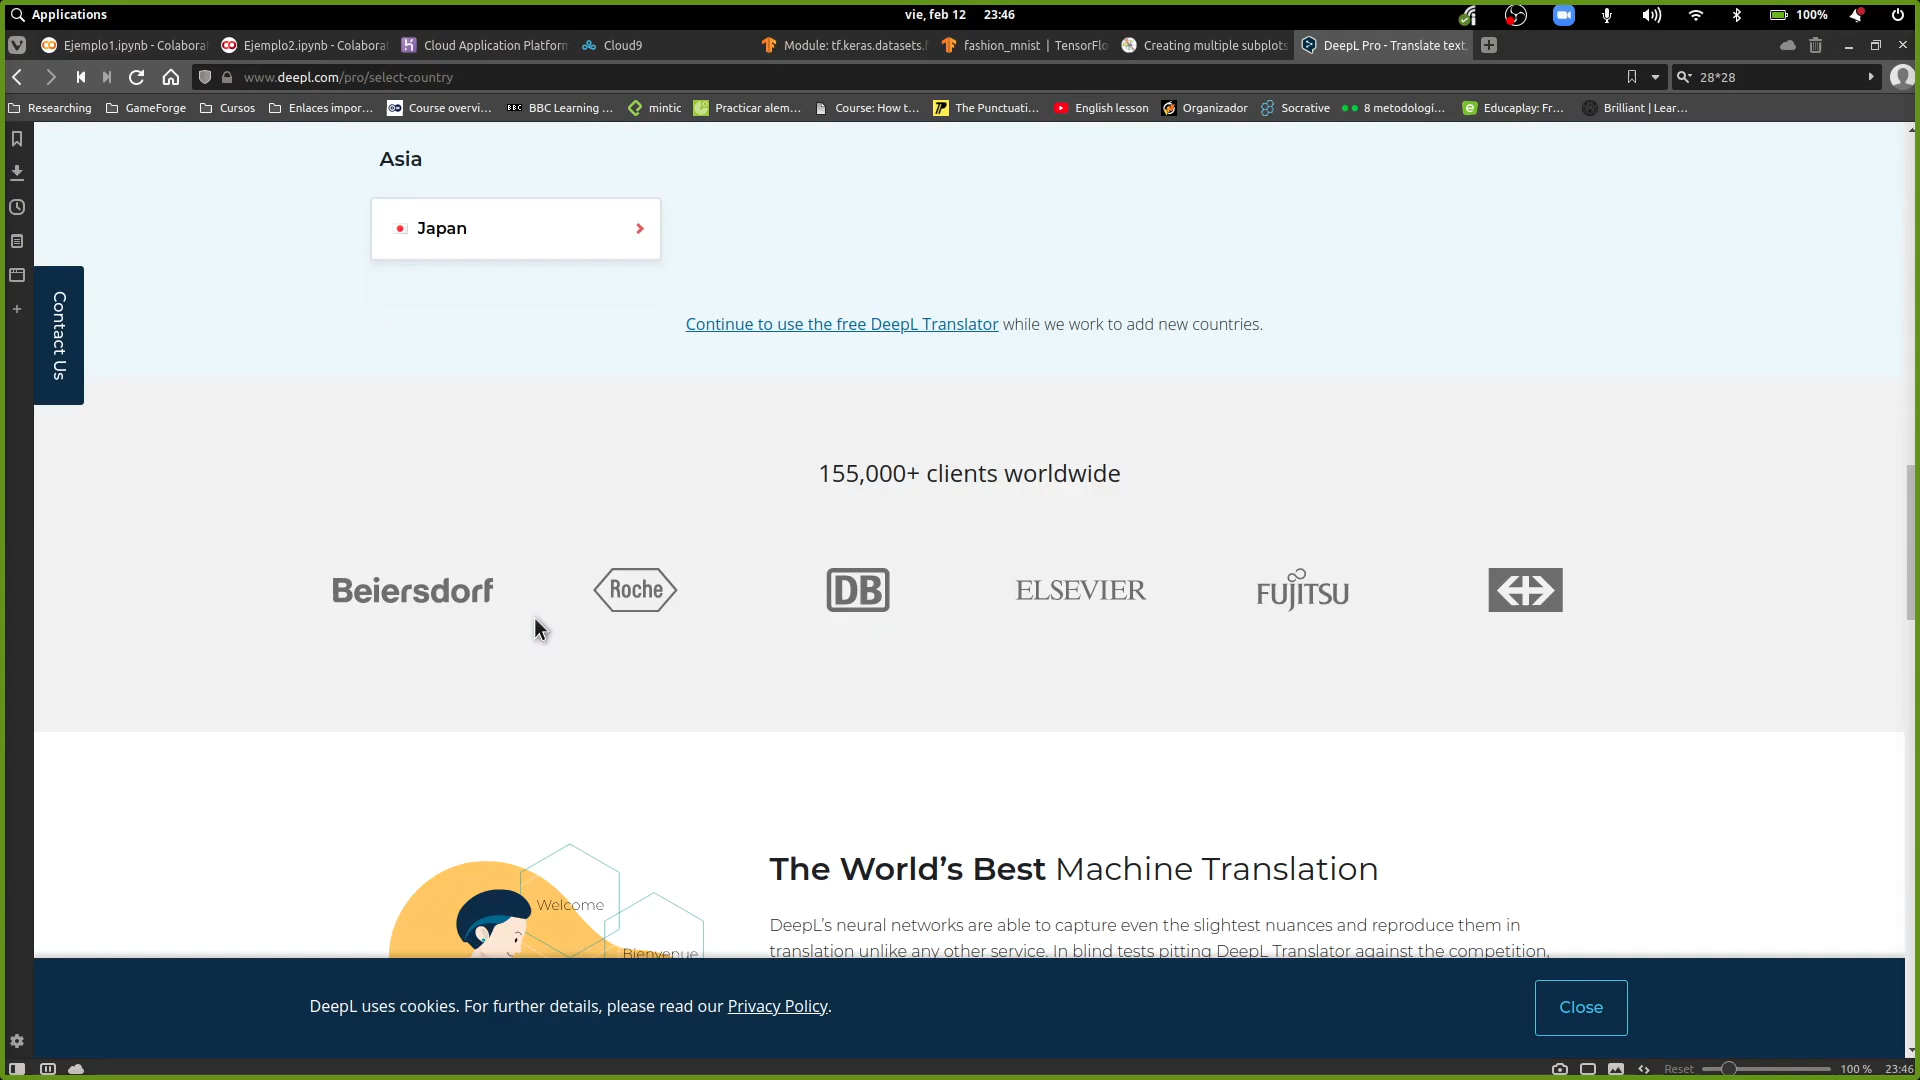 Applications
vie, feb 12 23:46
100%
Ejemplo1.ipynb - Colabora
Ejemplo2.ipynb - Colabora
Cloud Application Platform
Cloud9
Module: tf.keras.datasets.f
fashion_mnist | TensorFlo
Creating multiple subplots
DeepL Pro - Translate text,
www.deepl.com/pro/select-country
28*28
Researching
GameForge
Cursos
Enlaces impor...
Course overvi...
BBC Learning ...
mintic
Practicar alem...
Course: How t...
The Punctuati...
English lesson
Organizador
Socrative
8 metodologí...
Educaplay: Fr...
Brilliant | Lear...
Asia
Japan
Contact Us
Continue to use the free DeepL Translator while we work to add new countries.
155,000+ clients worldwide
Beiersdorf
Roche
DB
ELSEVIER
FUJITSU
The World's Best Machine Translation
Welcome
Bienvenue
DeepL's neural networks are able to capture even the slightest nuances and reproduce them in
translation unlike any other service. In blind tests pitting DeepL Translator against the competition,
DeepL uses cookies. For further details, please read our Privacy Policy.
Close
Reset
100 %
23:46